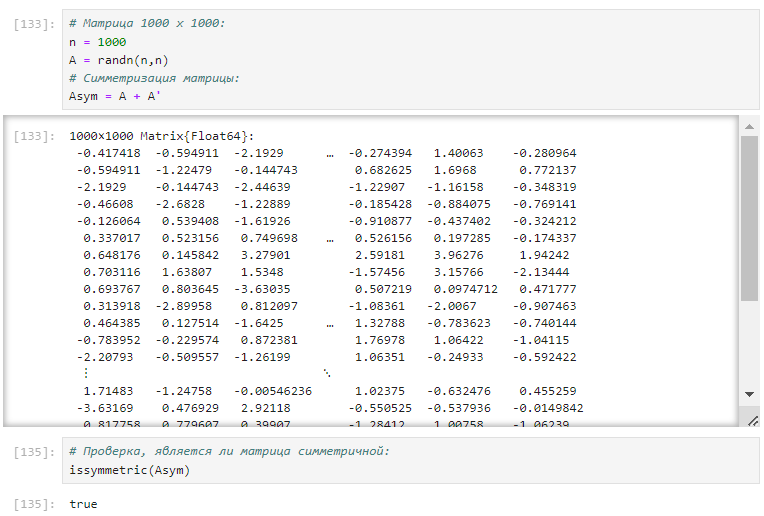 [133]: # Матрица 1000 x 1000:
n = 1000
A = randn(n,n)
# Симметризация матрицы:
Asym = A + A'
[133]: 1000×1000 Matrix{Float64}:
-0.417418 -0.594911 -2.1929 … -0.274394 1.40063 -0.280964
-0.594911 -1.22479 -0.144743 0.682625 1.6968 0.772137
-2.1929 -0.144743 -2.44639 -1.22907 -1.16158 -0.348319
-0.46608 -2.6828 -1.22889 -0.185428 -0.884075 -0.769141
-0.126064 0.539408 -1.61926 -0.910877 -0.437402 -0.324212
0.337017 0.523156 0.749698 … 0.526156 0.197285 -0.174337
0.648176 0.145842 3.27901 2.59181 3.96276 1.94242
0.703116 1.63807 1.5348 -1.57456 3.15766 -2.13444
0.693767 0.803645 -3.63035 0.507219 0.0974712 0.471777
0.313918 -2.89958 0.812097 -1.08361 -2.0067 -0.907463
0.464385 0.127514 -1.6425 … 1.32788 -0.783623 -0.740144
-0.783952 -0.229574 0.872381 1.76978 1.06422 -1.04115
-2.20793 -0.509557 -1.26199 1.06351 -0.24933 -0.592422
⋮ ⋱
1.71483 -1.24758 -0.00546236 1.02375 -0.632476 0.455259
-3.63169 0.476929 2.92118 -0.550525 -0.537936 -0.0149842
0.817758 0.779607 0.39907 -1.28412 1.00758 -1.06239
[135]: # Проверка, является ли матрица симметричной:
issymmetric(Asym)
[135]: true